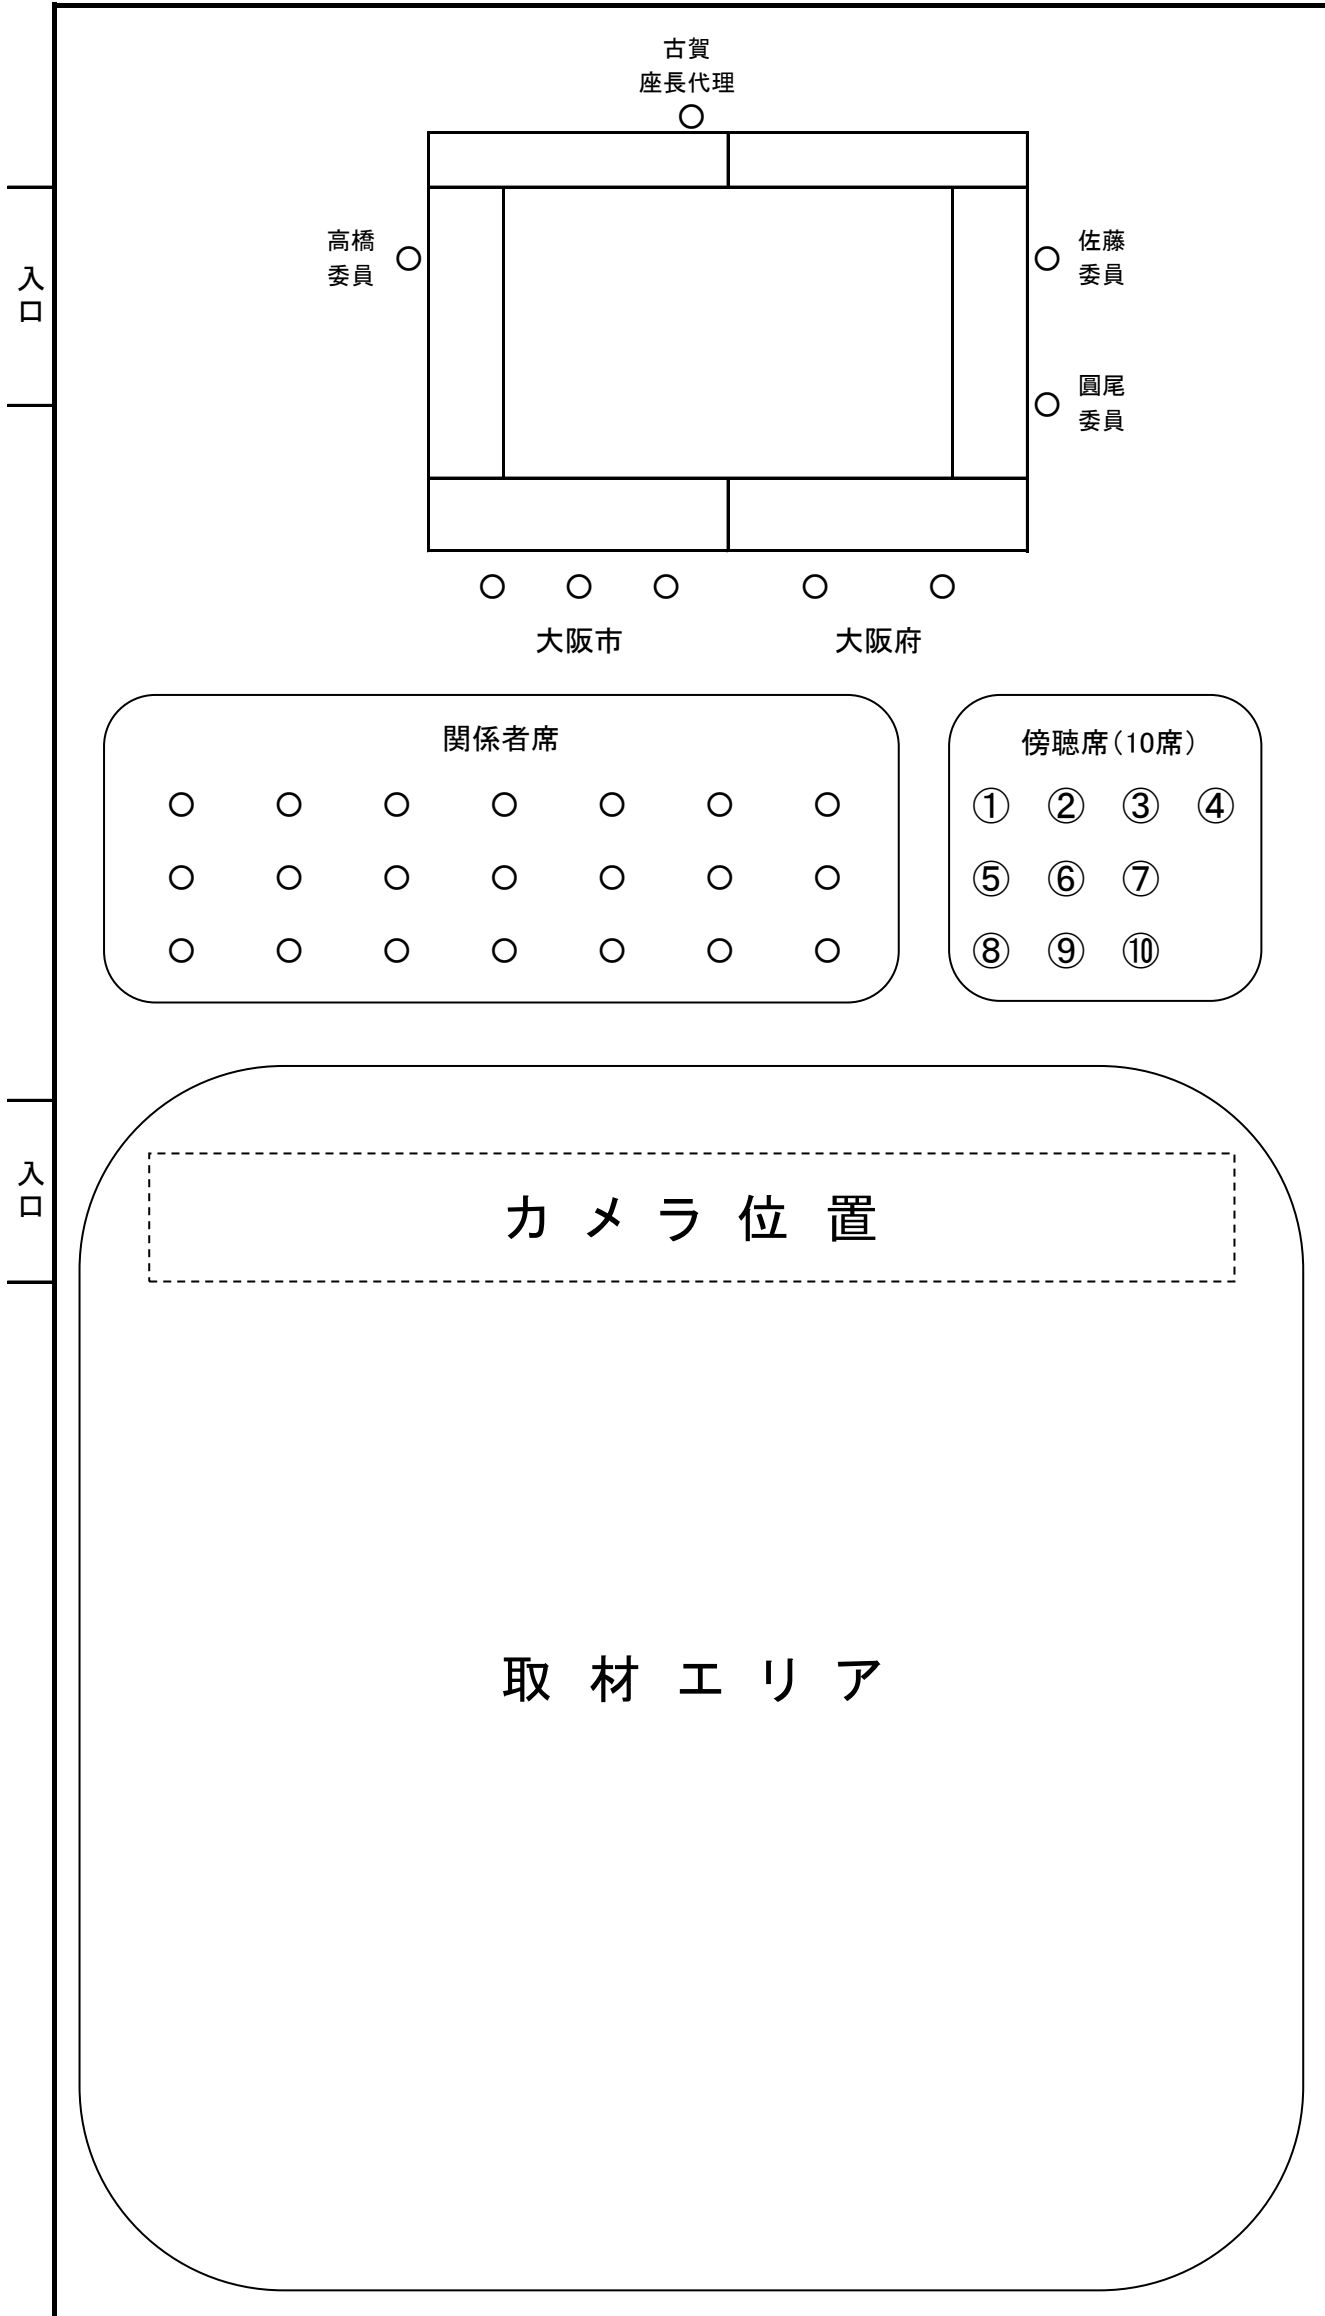 古賀
座長代理
○
高橋
委員
○
○
佐藤
委員
入口
○
圓尾
委員
○ ○ ○ ○ ○
大阪市 大阪府
関係者席
○ ○ ○ ○ ○ ○ ○
○ ○ ○ ○ ○ ○ ○
○ ○ ○ ○ ○ ○ ○
傍聴席(10席)
① ② ③ ④
⑤ ⑥ ⑦
⑧ ⑨ ⑩
入口
カメラ位置
取材エリア